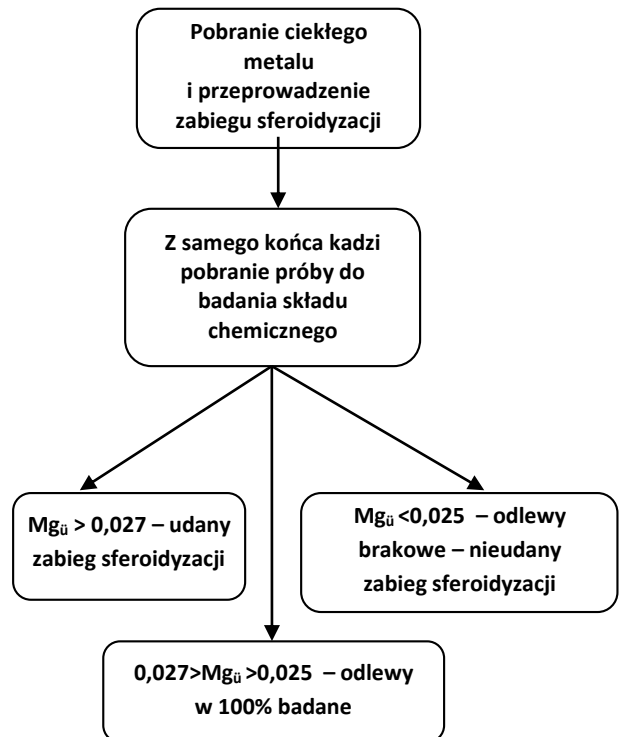 Pobranie ciekłego
metalu
i przeprowadzenie
zabiegu sferoidyzacji
Z samego końca kadzi
pobranie próby do
badania składu
chemicznego
Mgü > 0,027 – udany
zabieg sferoidyzacji
Mgü <0,025 – odlewy
brakowe – nieudany
zabieg sferoidyzacji
0,027>Mgü >0,025 – odlewy
w 100% badane